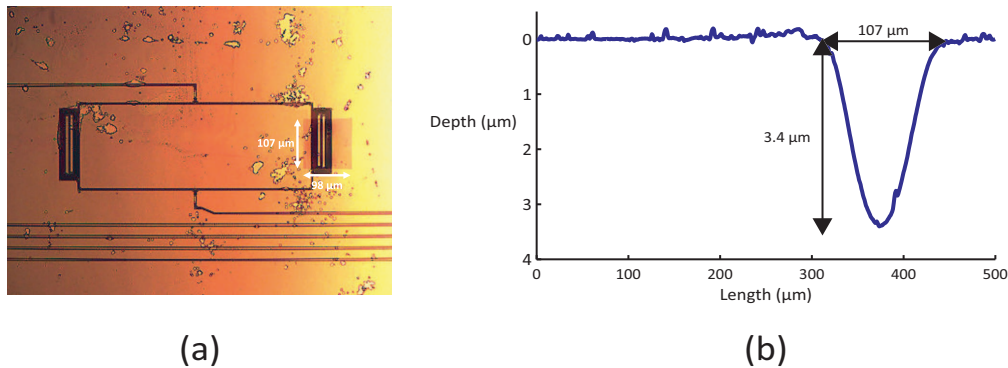 107 µm
98 µm
(a)
107 µm
0
1
Depth (µm)
3.4 µm
2
3
4
0
100
200
300
400
500
Length (µm)
(b)